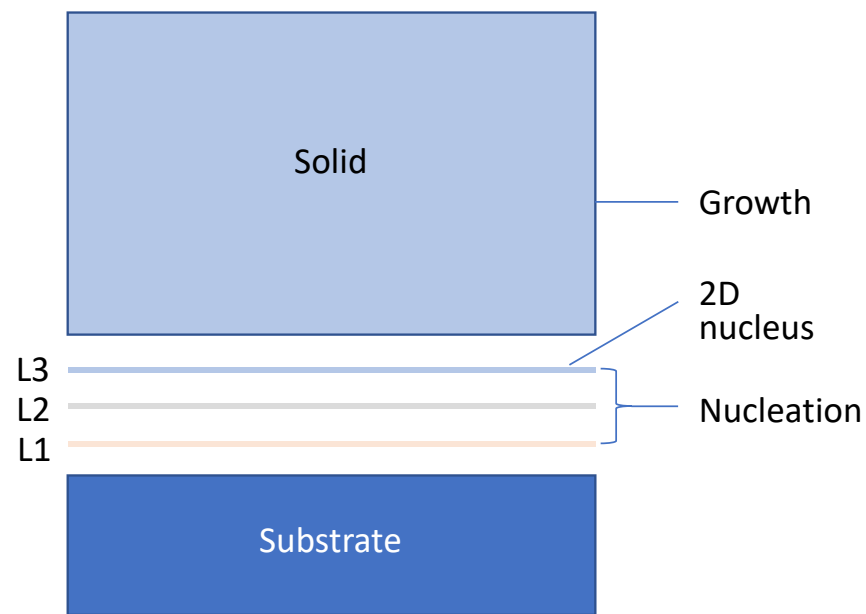 Solid
Growth
2D
nucleus
L3
L2
Nucleation
L1
Substrate